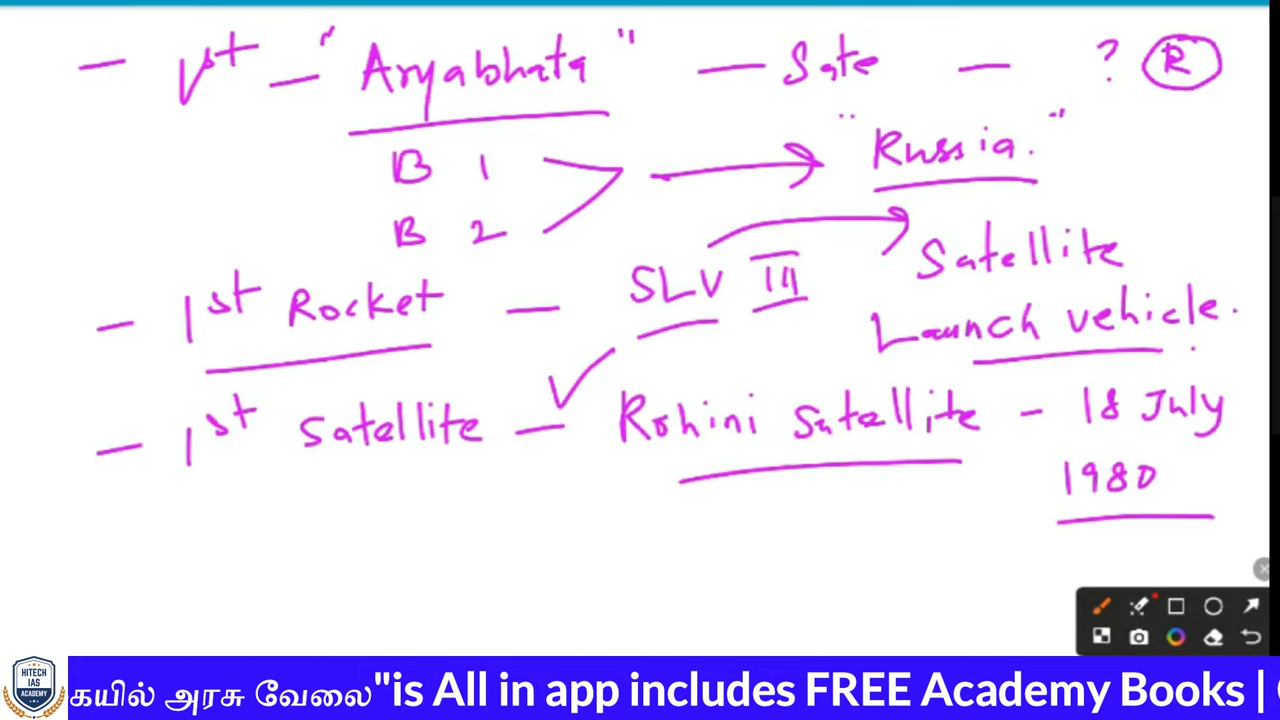 - 1st - "Aryabhata" - Sate - ? R
B 1
B 2
"Russia."
- 1st Rocket - SLV III
Satellite
Launch vehicle.
- 1st Satellite - Rohini Satellite - 18 July
1980
HITECH
IAS
ACADEMY
கயில் அரசு வேலை"is All in app includes FREE Academy Books |